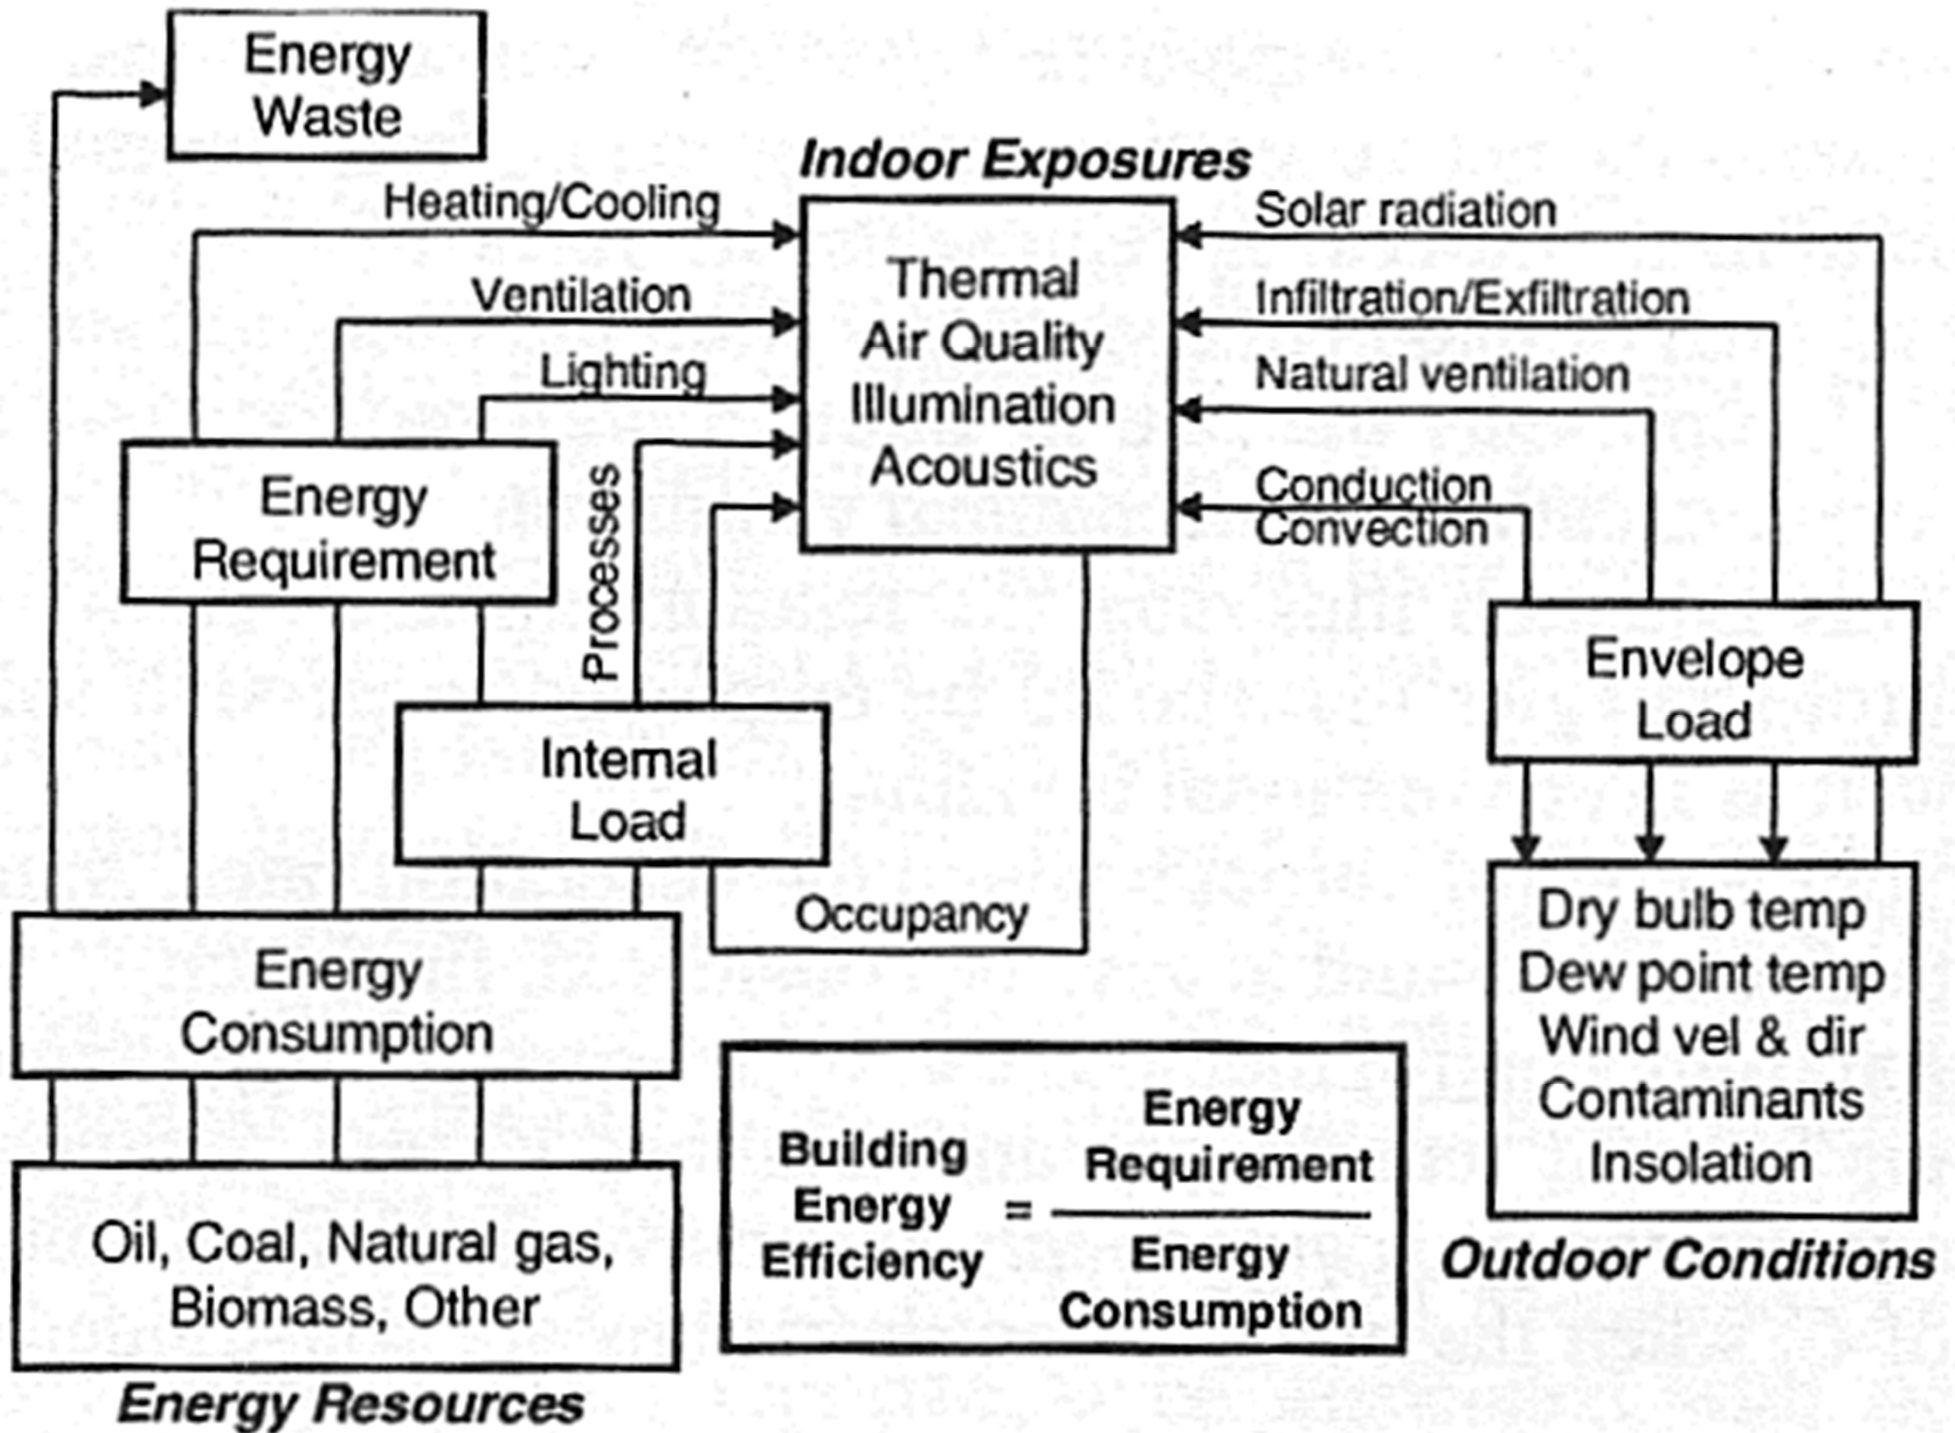 Energy
Waste
Indoor Exposures
Heating/Cooling
Ventilation
Lighting
Processes
Thermal
Air Quality
Illumination
Acoustics
Solar radiation
Infiltration/Exfiltration
Natural ventilation
Conduction
Convection
Energy
Requirement
Internal
Load
Occupancy
Envelope
Load
Energy
Consumption
Oil, Coal, Natural gas,
Biomass, Other
Energy Resources
Building
Energy
Efficiency
=
Energy
Requirement
Energy
Consumption
Dry bulb temp
Dew point temp
Wind vel & dir
Contaminants
Insolation
Outdoor Conditions